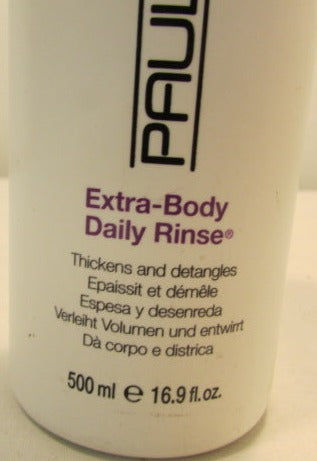 PAUL
Extra-Body
Daily Rinse®
Thickens and detangles
Epaissit et démêle
Espesa y desenreda
Verleiht Volumen und entwirrt
Dà corpo e districa
500 ml ℮ 16.9 fl. oz.